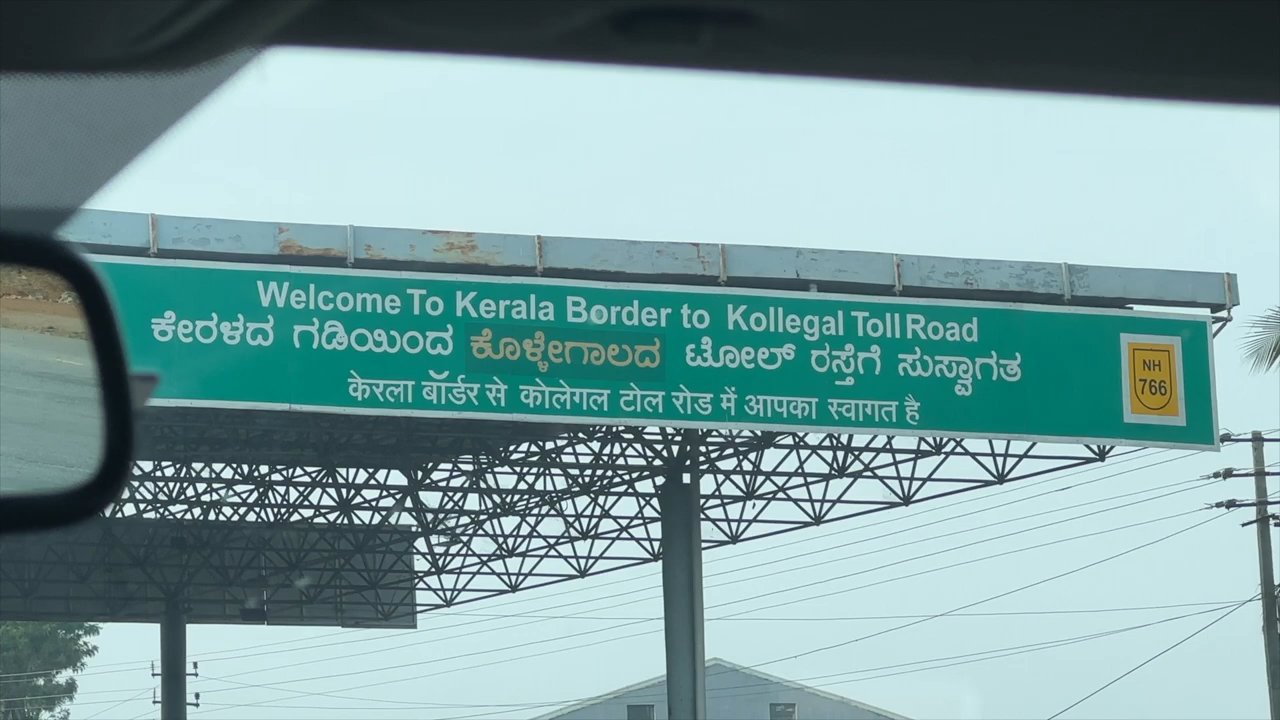 Welcome To Kerala Border to Kollegal Toll Road
ಕೇರಳದ ಗಡಿಯಿಂದ ಕೊಳ್ಳೇಗಾಲದ ಟೋಲ್ ರಸ್ತೆಗೆ ಸುಸ್ವಾಗತ
केरला बॉर्डर से कोलेगल टोल रोड में आपका स्वागत है
NH
766